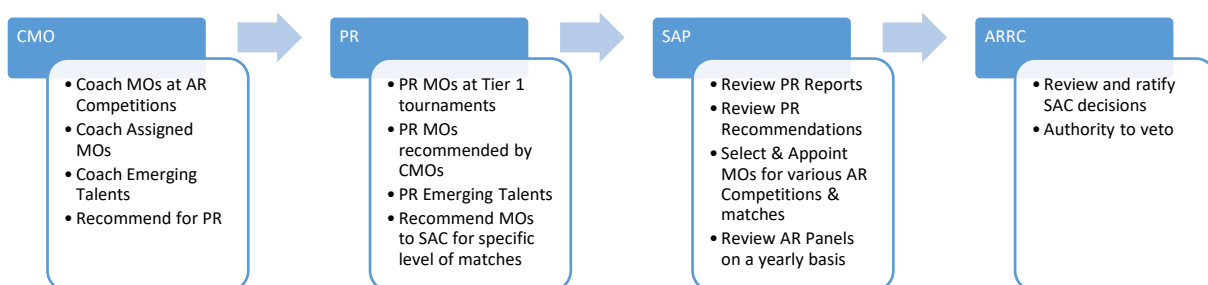 CMO
• Coach MOs at AR
Competitions
• Coach Assigned
MOs
• Coach Emerging
Talents
• Recommend for PR
PR
• PR MOs at Tier 1
tournaments
• PR MOs
recommended by
CMOs
• PR Emerging Talents
• Recommend MOs
to SAC for specific
level of matches
SAP
• Review PR Reports
• Review PR
Recommendations
• Select & Appoint
MOs for various AR
Competitions &
matches
• Review AR Panels
on a yearly basis
ARRC
• Review and ratify
SAC decisions
• Authority to veto